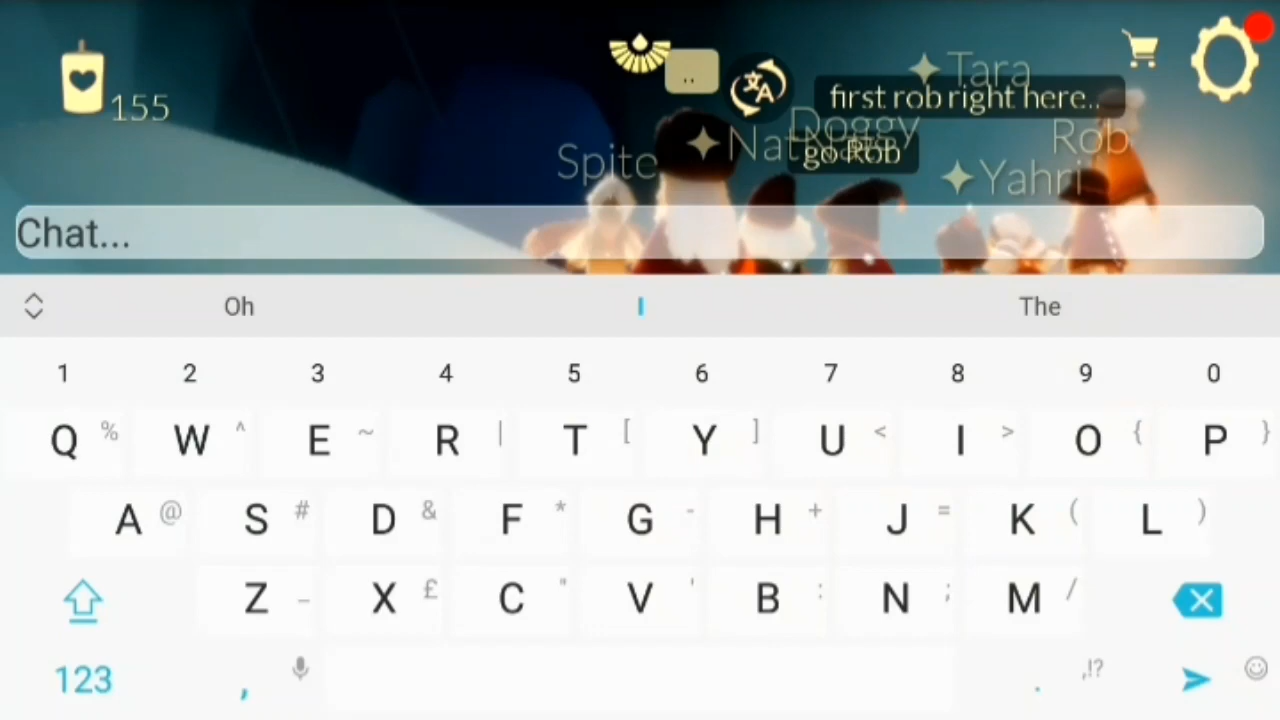 155
..
Tara
first rob right here..
Doggy
Rob
Spite
go Rob
Yahri
Chat...
Oh
I
The
1 2 3 4 5 6 7 8 9 0
Q % W ^ E ~ R | T [ Y ] U < I > O { P }
A @ S # D & F * G - H + J = K ( L )
Z _ X £ C " V ' B : N ; M /
123 , . ,!?